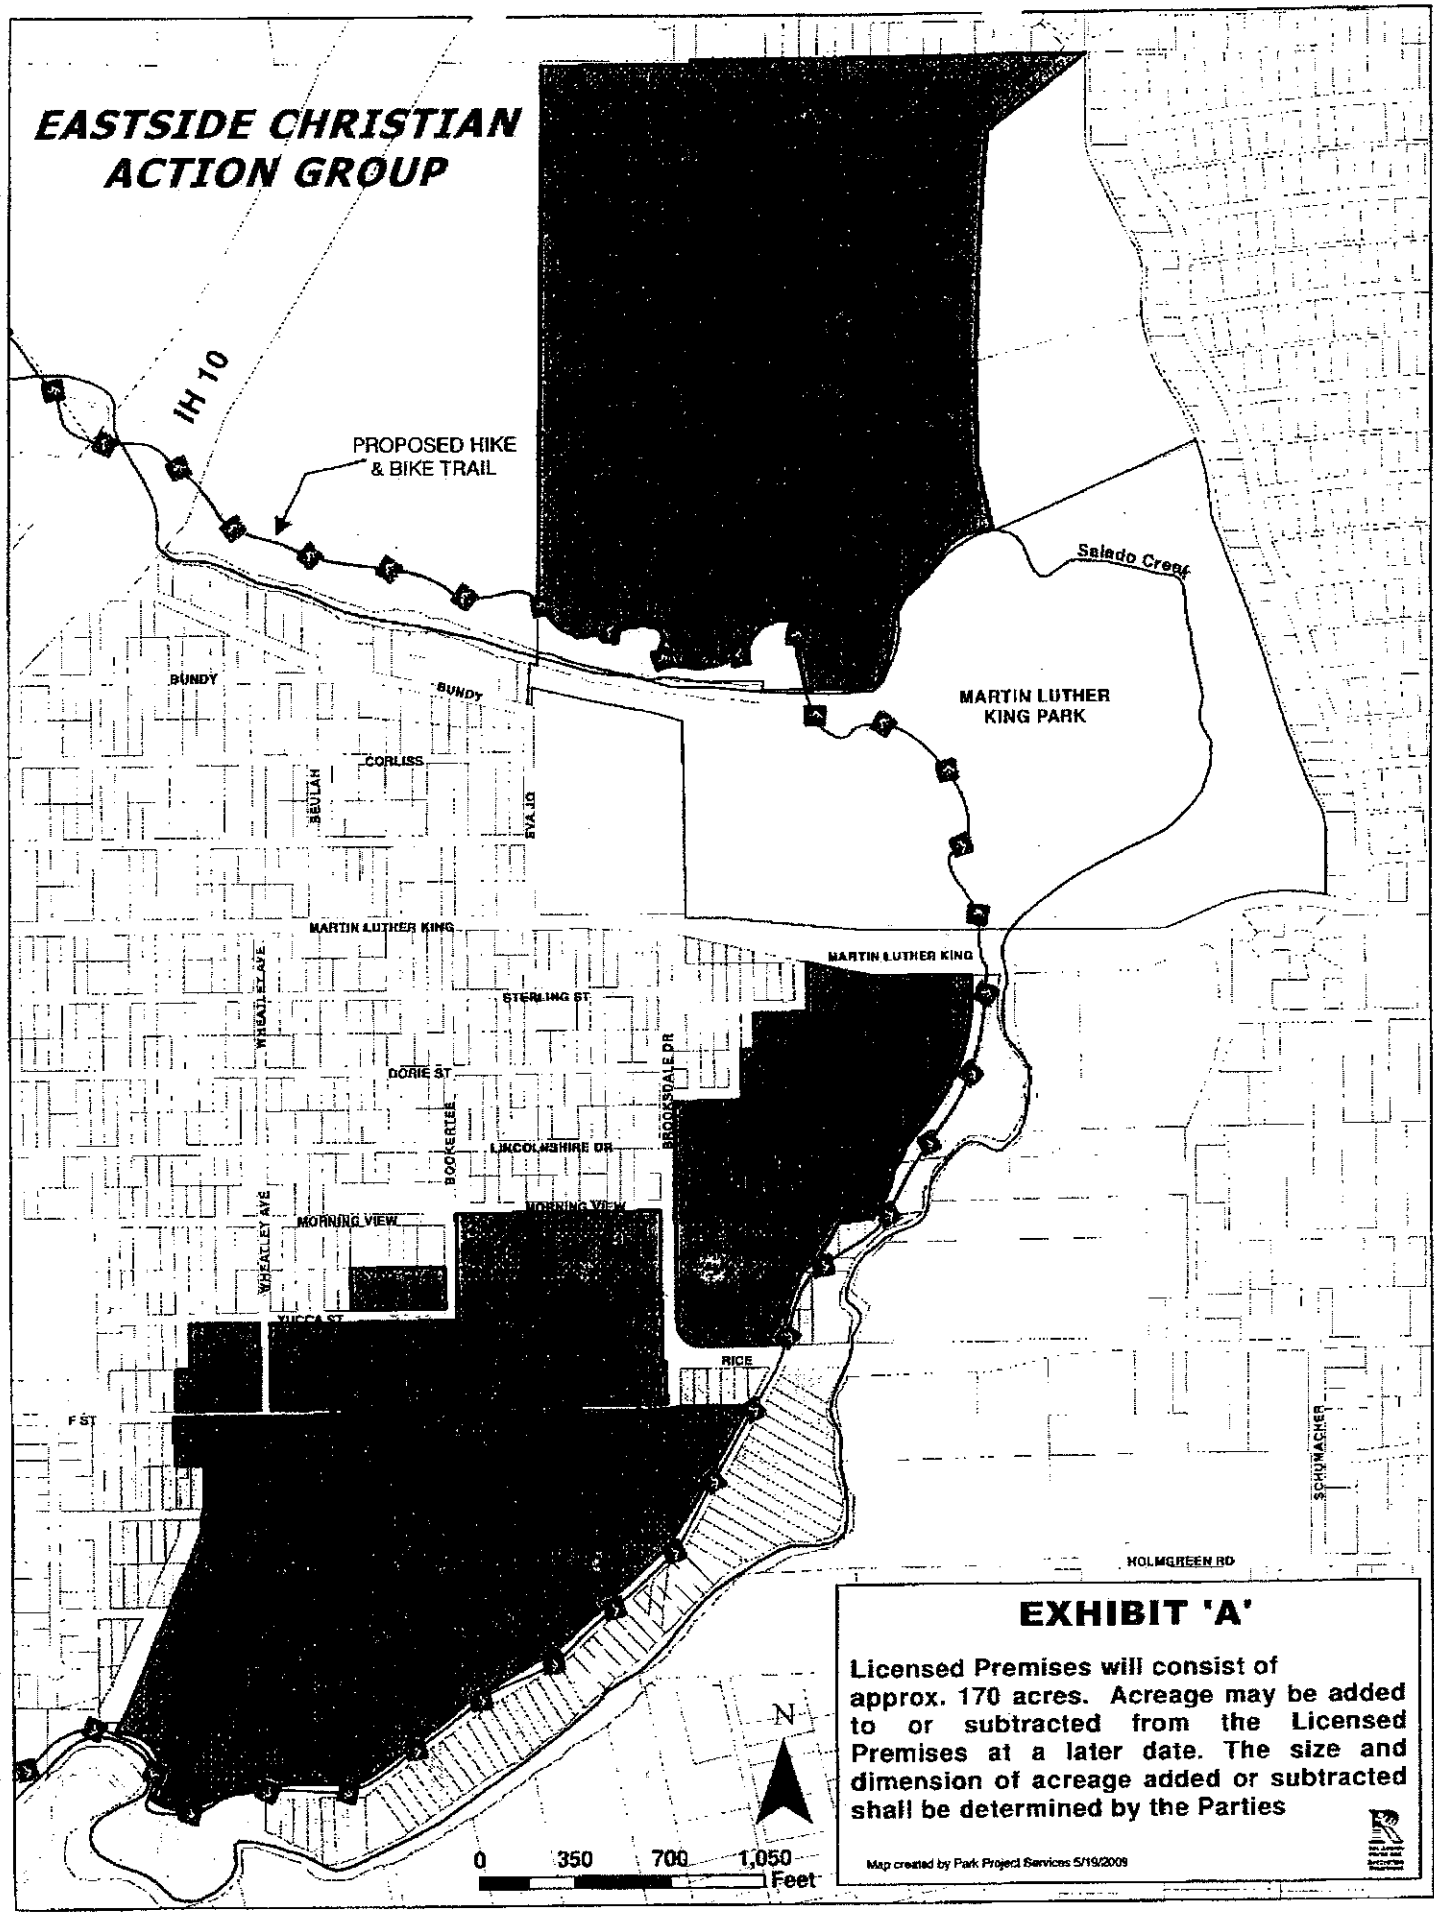 EASTSIDE CHRISTIAN
ACTION GROUP
IH 10
PROPOSED HIKE
& BIKE TRAIL
Salado Creek
MARTIN LUTHER
KING PARK
BUNDY
BUNDY
CORLISS
BEULAH
EVA JO
MARTIN LUTHER KING
MARTIN LUTHER KING
WHEATLEY AVE
STERLING ST
DORIE ST
BROOKSDALE DR
BOOKERTEE
LINCOLNSHIRE DR
MORNING VIEW
MORNING VIEW
WHEATLEY AVE
YUCCA ST
RICE
F ST
SCHUMACHER
HOLMGREEN RD
EXHIBIT 'A'
Licensed Premises will consist of
approx. 170 acres. Acreage may be added
to or subtracted from the Licensed
Premises at a later date. The size and
dimension of acreage added or subtracted
shall be determined by the Parties
Map created by Park Project Services 5/19/2009
N
0 350 700 1,050
Feet